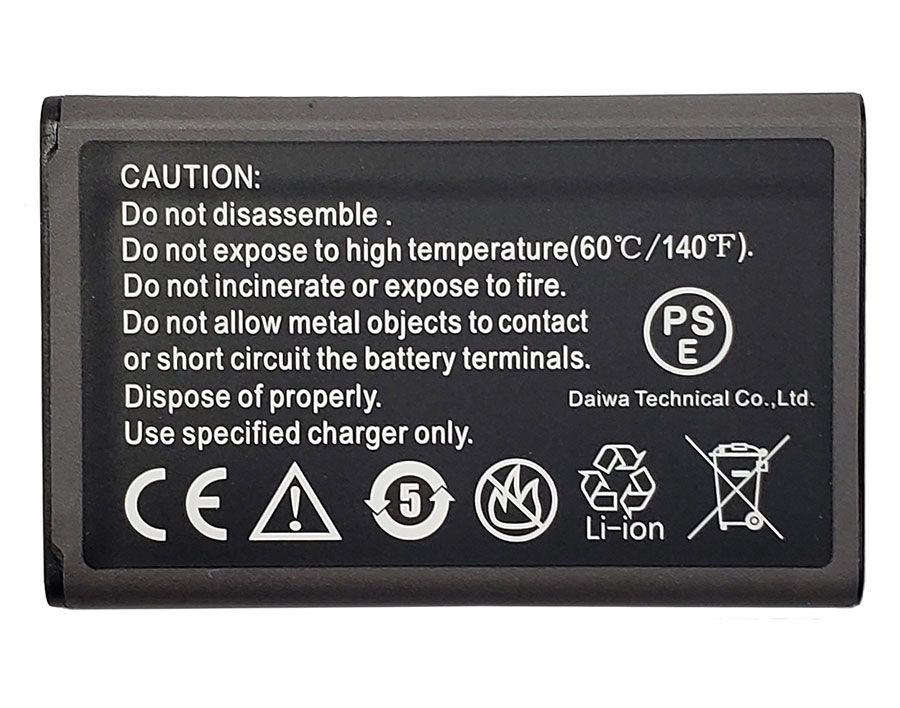 CAUTION:
Do not disassemble .
Do not expose to high temperature(60℃/140℉).
Do not incinerate or expose to fire.
Do not allow metal objects to contact
or short circuit the battery terminals.
Dispose of properly.
Use specified charger only.
PS
E
Daiwa Technical Co.,Ltd.
CE
!
5
Li-ion